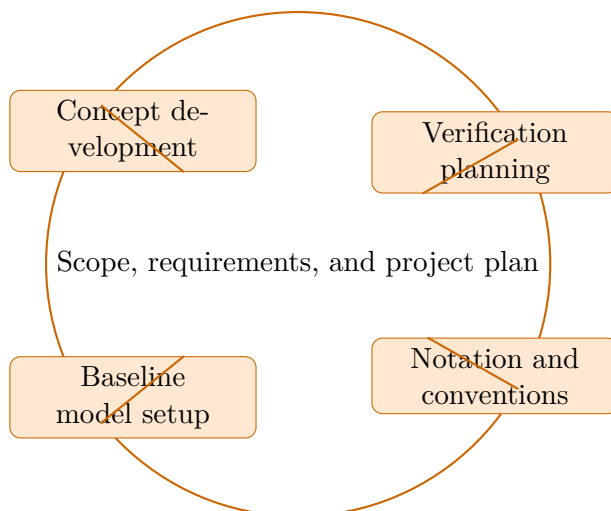 Concept de-
velopment
Verification
planning
Scope, requirements, and project plan
Baseline
model setup
Notation and
conventions